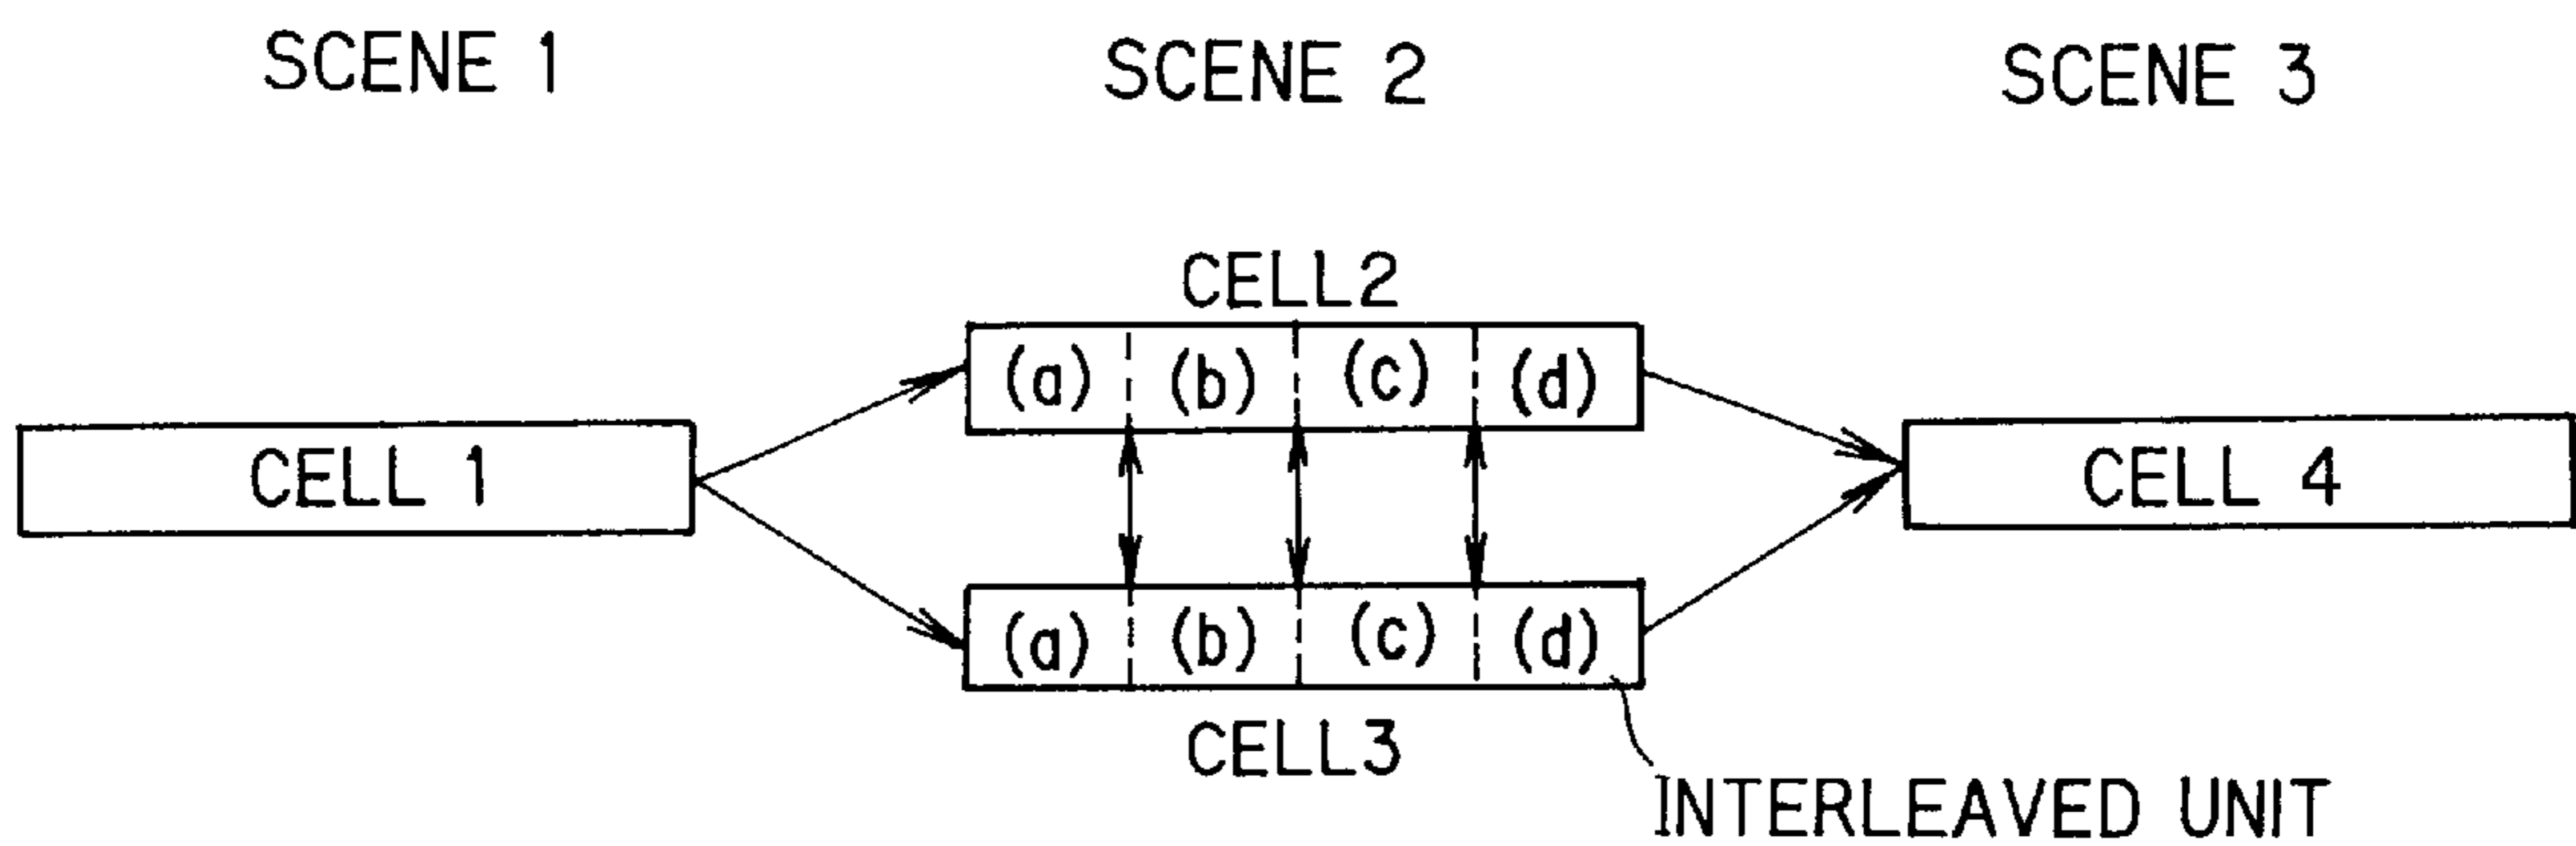 SCENE 1
SCENE 2
SCENE 3
CELL2
(a) (b) (c) (d)
CELL 1
CELL 4
(a) (b) (c) (d)
CELL3
INTERLEAVED UNIT